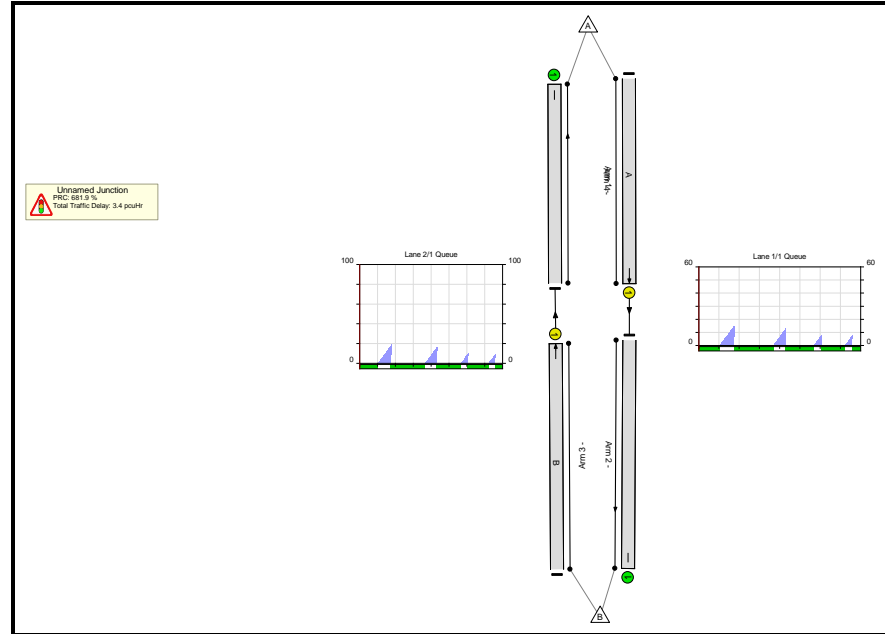 A
Unnamed Junction
PRC: 681.9 %
Total Traffic Delay: 3.4 pcuHr
A
Lane 2/1 Queue
100
100
0
0
Lane 1/1 Queue
60
60
0
0
B
Arm 3 -
Arm 2 -
B